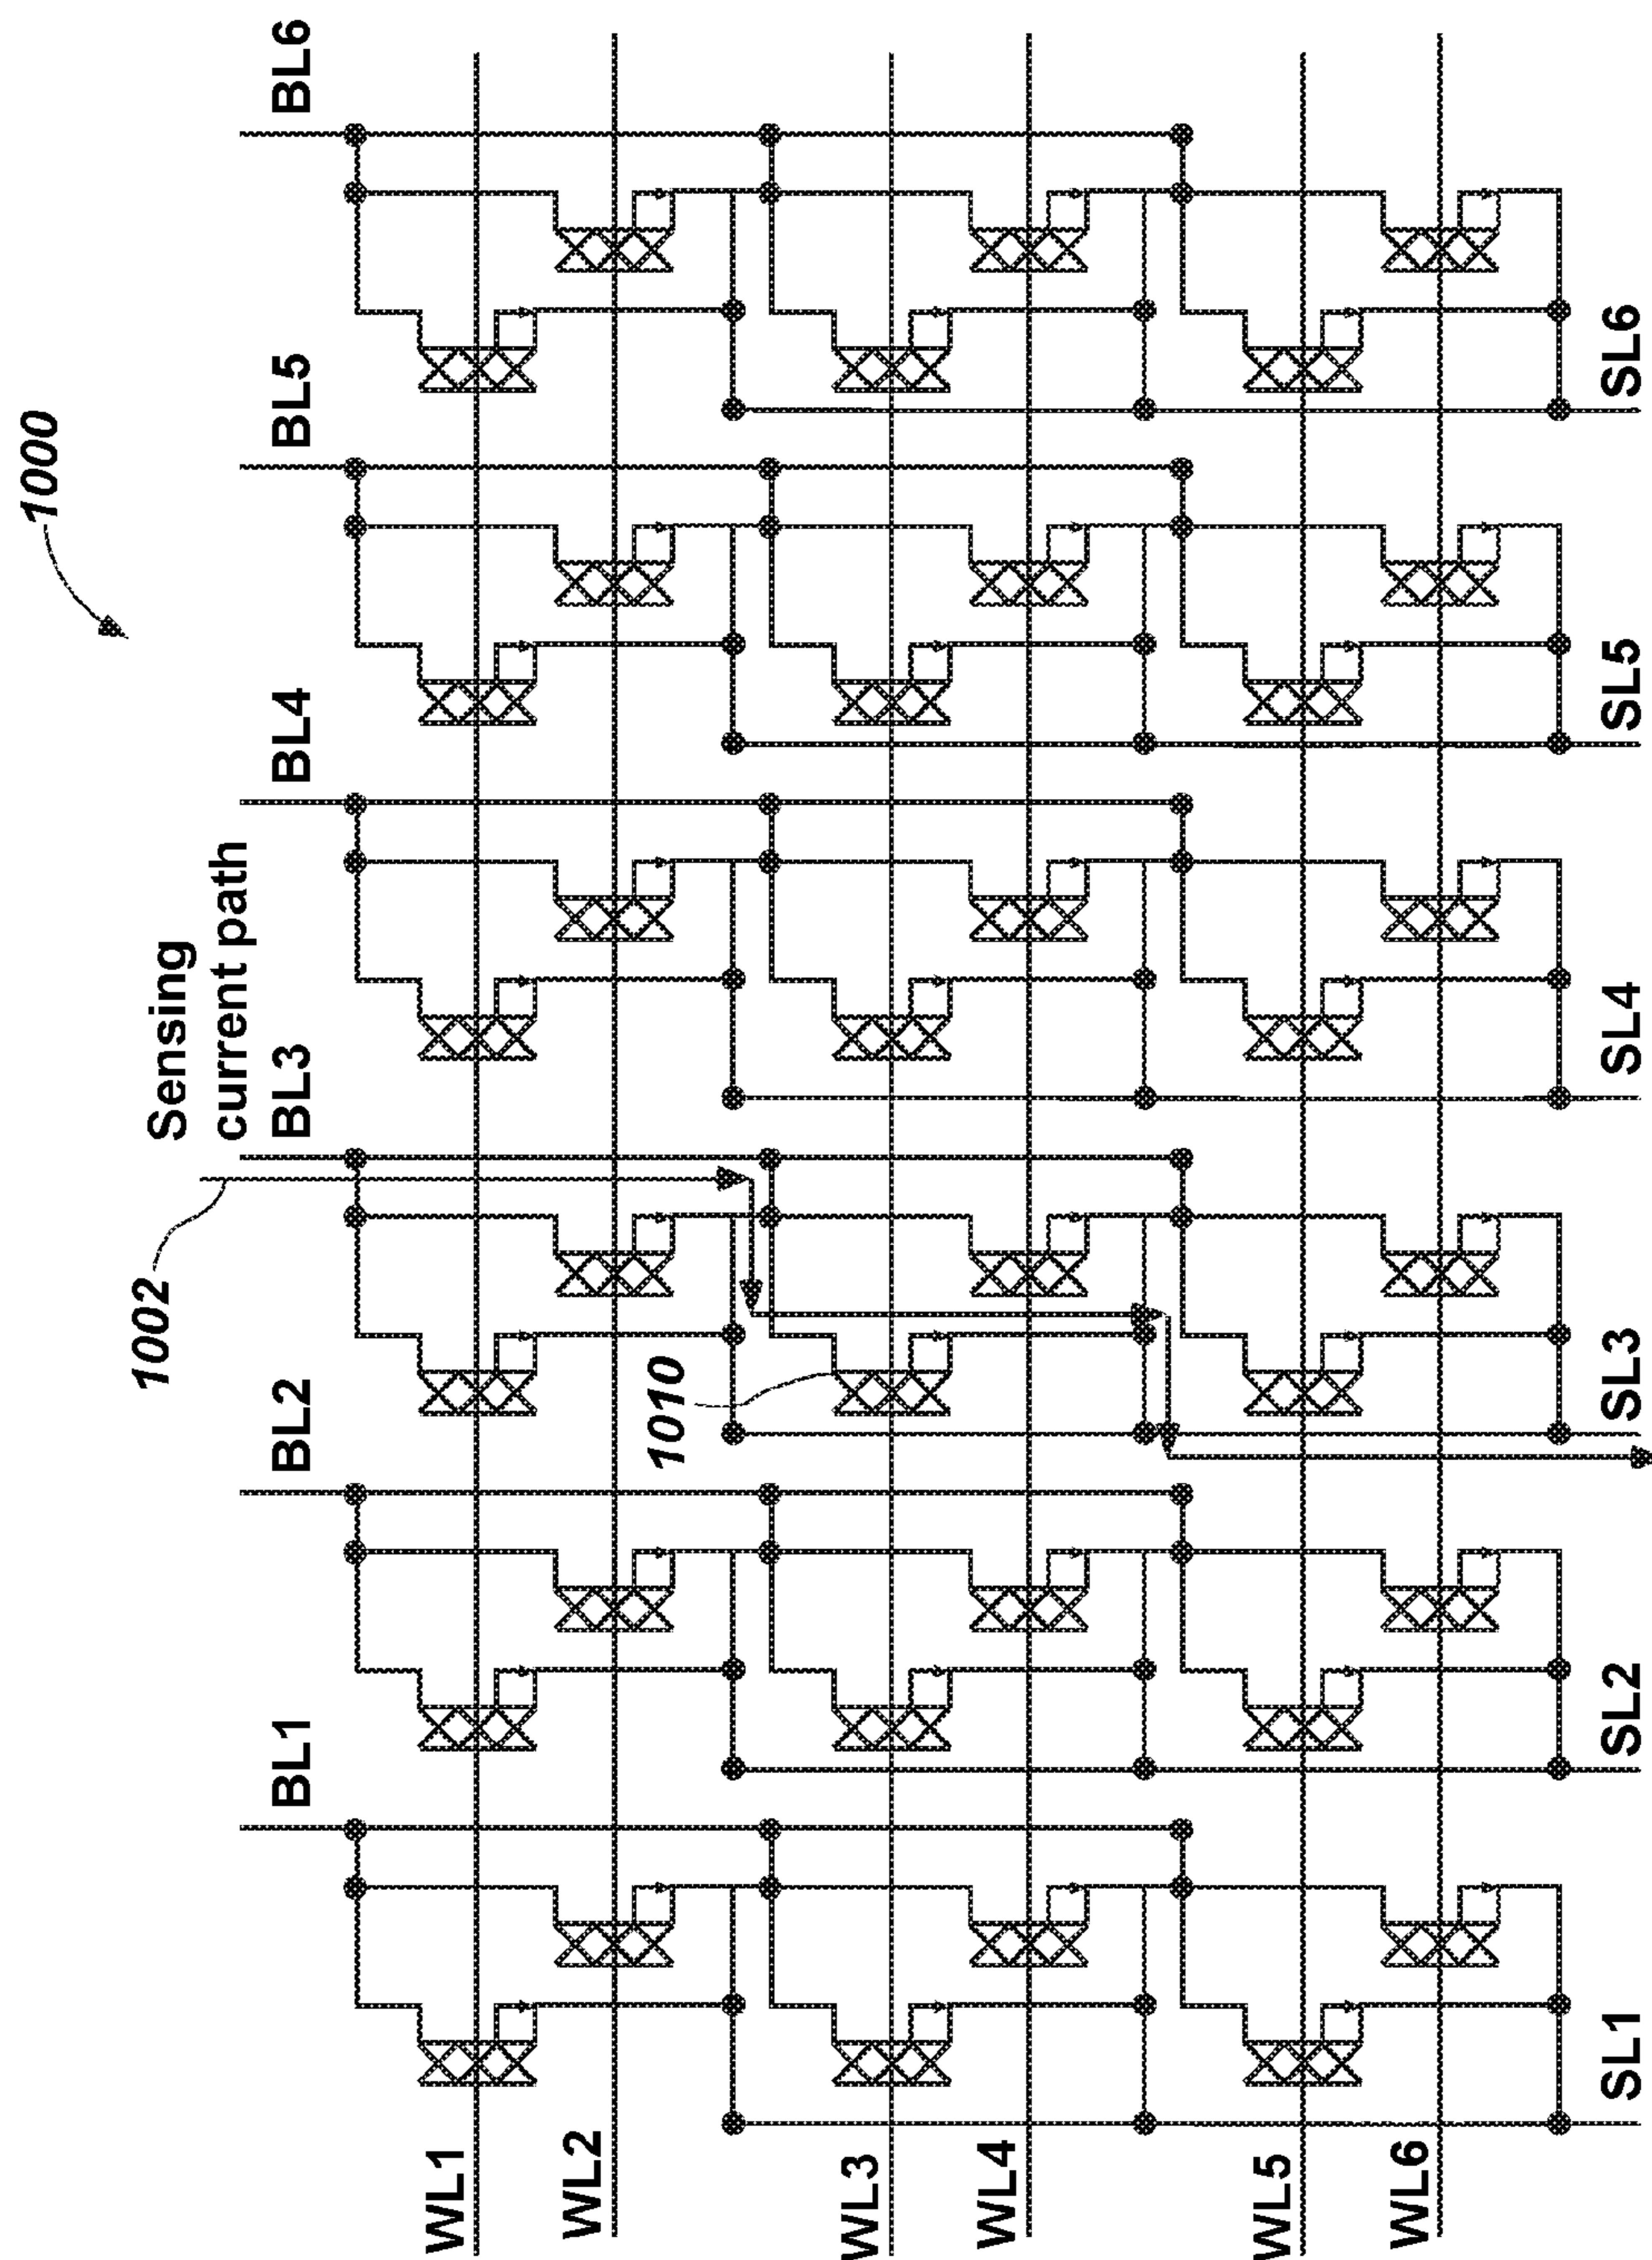 1000
1002
Sensing
current path
BL1
BL2
BL3
BL4
BL5
BL6
WL1
WL2
1010
WL3
WL4
WL5
WL6
SL1
SL2
SL3
SL4
SL5
SL6